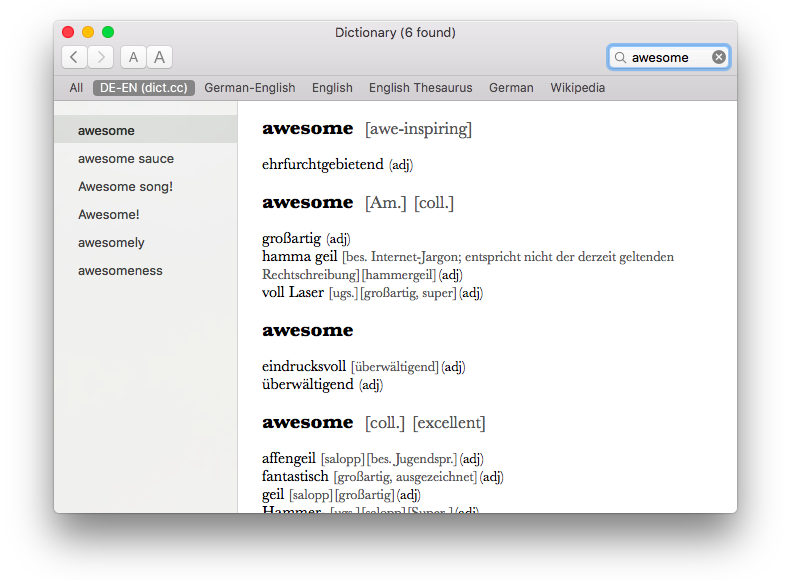 Dictionary (6 found)
A A
awesome
All DE-EN (dict.cc) German-English English English Thesaurus German Wikipedia
awesome
awesome sauce
Awesome song!
Awesome!
awesomely
awesomeness
awesome [awe-inspiring]
ehrfurchtgebietend (adj)
awesome [Am.] [coll.]
großartig (adj)
hamma geil [bes. Internet-Jargon; entspricht nicht der derzeit geltenden
Rechtschreibung][hammergeil](adj)
voll Laser [ugs.][großartig, super](adj)
awesome
eindrucksvoll [überwältigend](adj)
überwältigend (adj)
awesome [coll.] [excellent]
affengeil [salopp][bes. Jugendspr.](adj)
fantastisch [großartig, ausgezeichnet](adj)
geil [salopp][großartig](adj)
Hammer- [ugs.][salopp][Super-](adj)